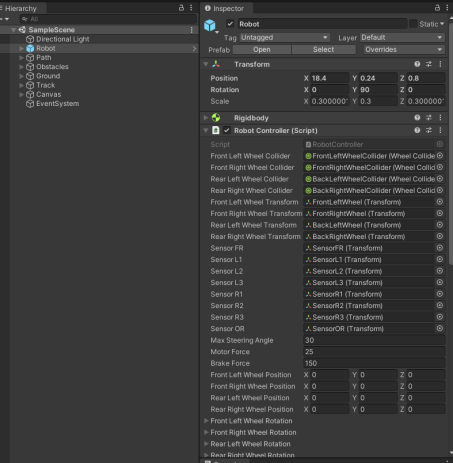 Hierarchy
All
SampleScene
Directional Light
Robot
Path
Obstacles
Ground
Track
Canvas
EventSystem
Inspector
Robot Static
Tag Untagged Layer Default
Prefab Open Select Overrides
Transform
Position X 18.4 Y 0.24 Z 0.8
Rotation X 0 Y 90 Z 0
Scale X 0.300000' Y 0.3 Z 0.300000'
Rigidbody
Robot Controller (Script)
Script RobotController
Front Left Wheel Collider FrontLeftWheelCollider (Wheel Collide
Front Right Wheel Collider FrontRightWheelCollider (Wheel Collid
Rear Left Wheel Collider BackLeftWheelCollider (Wheel Collide
Rear Right Wheel Collider BackRightWheelCollider (Wheel Collid
Front Left Wheel Transform FrontLeftWheel (Transform)
Front Right Wheel Transform FrontRightWheel (Transform)
Rear Left Wheel Transform BackLeftWheel (Transform)
Rear Right Wheel Transform BackRightWheel (Transform)
Sensor FR SensorFR (Transform)
Sensor L1 SensorL1 (Transform)
Sensor L2 SensorL2 (Transform)
Sensor L3 SensorL3 (Transform)
Sensor R1 SensorR1 (Transform)
Sensor R2 SensorR2 (Transform)
Sensor R3 SensorR3 (Transform)
Sensor OR SensorOR (Transform)
Max Steering Angle 30
Motor Force 25
Brake Force 150
Front Left Wheel Position X 0 Y 0 Z 0
Front Right Wheel Position X 0 Y 0 Z 0
Rear Left Wheel Position X 0 Y 0 Z 0
Rear Right Wheel Position X 0 Y 0 Z 0
Front Left Wheel Rotation
Front Right Wheel Rotation
Rear Left Wheel Rotation
Rear Right Wheel Rotation